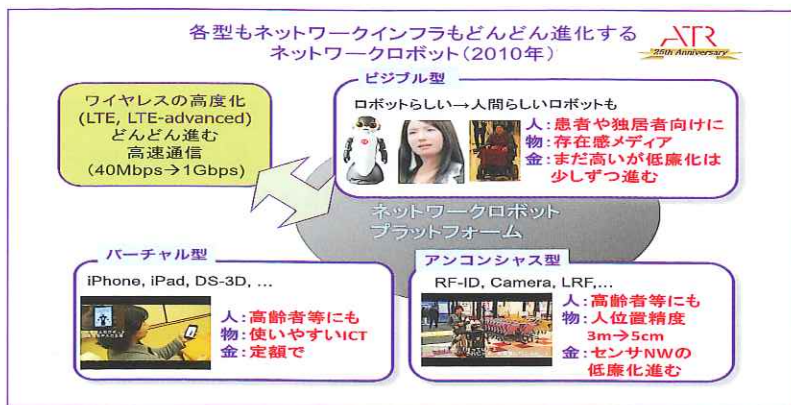 各型もネットワークインフラもどんどん進化する
ネットワークロボット(2010年)
ATR
25th Anniversary
ワイヤレスの高度化
(LTE, LTE-advanced)
どんどん進む
高速通信
(40Mbps→1Gbps)
ビジブル型
ロボットらしい→人間らしいロボットも
人:患者や独居者向けに
物:存在感メディア
金:まだ高いが低廉化は
少しずつ進む
ネットワークロボット
プラットフォーム
バーチャル型
iPhone, iPad, DS-3D, ...
人:高齢者等にも
物:使いやすいICT
金:定額で
アンコンシャス型
RF-ID, Camera, LRF,...
人:高齢者等にも
物:人位置精度
3m→5cm
金:センサNWの
低廉化進む